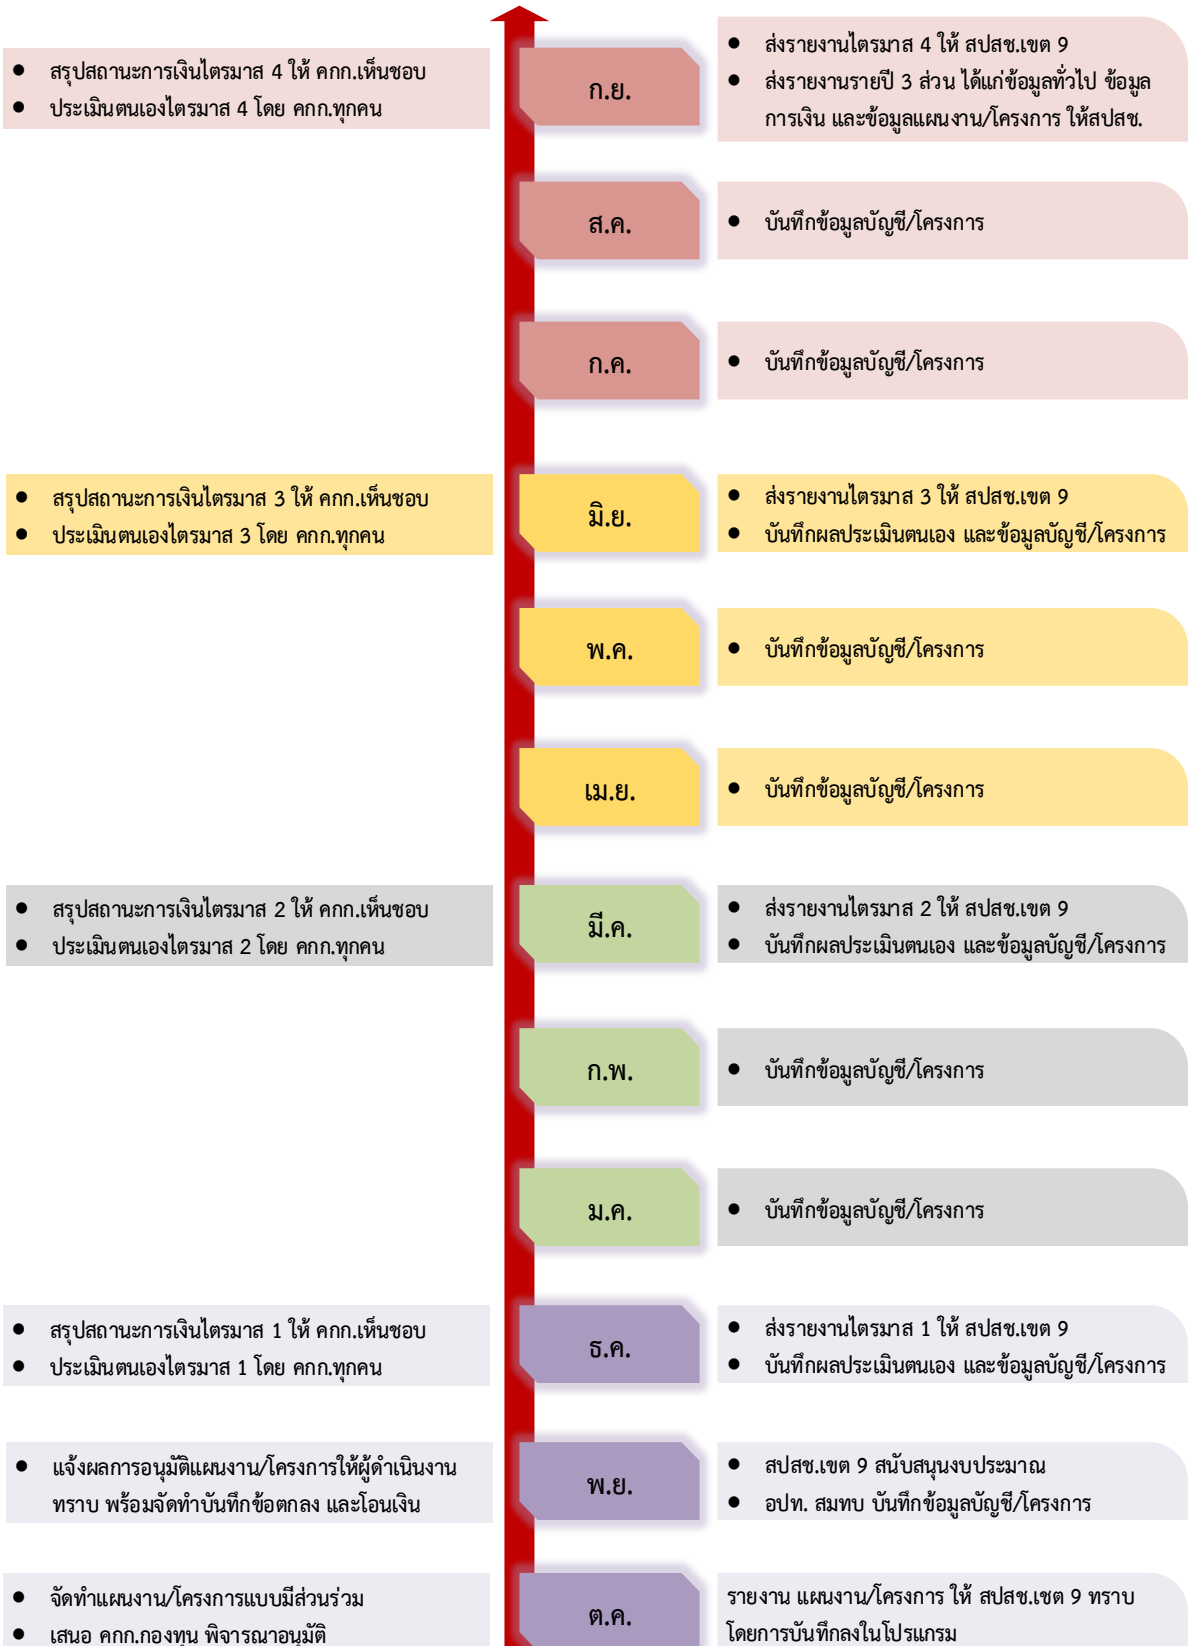 ● สรุปสถานะการเงินไตรมาส 4 ให้ คกก.เห็นชอบ
● ประเมินตนเองไตรมาส 4 โดย คกก.ทุกคน
ก.ย.
● ส่งรายงานไตรมาส 4 ให้ สปสช.เขต 9
● ส่งรายงานรายปี 3 ส่วน ได้แก่ข้อมูลทั่วไป ข้อมูล
การเงิน และข้อมูลแผนงาน/โครงการ ให้สปสช.
ส.ค.
● บันทึกข้อมูลบัญชี/โครงการ
ก.ค.
● บันทึกข้อมูลบัญชี/โครงการ
● สรุปสถานะการเงินไตรมาส 3 ให้ คกก.เห็นชอบ
● ประเมินตนเองไตรมาส 3 โดย คกก.ทุกคน
มิ.ย.
● ส่งรายงานไตรมาส 3 ให้ สปสช.เขต 9
● บันทึกผลประเมินตนเอง และข้อมูลบัญชี/โครงการ
พ.ค.
● บันทึกข้อมูลบัญชี/โครงการ
เม.ย.
● บันทึกข้อมูลบัญชี/โครงการ
● สรุปสถานะการเงินไตรมาส 2 ให้ คกก.เห็นชอบ
● ประเมินตนเองไตรมาส 2 โดย คกก.ทุกคน
มี.ค.
● ส่งรายงานไตรมาส 2 ให้ สปสช.เขต 9
● บันทึกผลประเมินตนเอง และข้อมูลบัญชี/โครงการ
ก.พ.
● บันทึกข้อมูลบัญชี/โครงการ
ม.ค.
● บันทึกข้อมูลบัญชี/โครงการ
● สรุปสถานะการเงินไตรมาส 1 ให้ คกก.เห็นชอบ
● ประเมินตนเองไตรมาส 1 โดย คกก.ทุกคน
ธ.ค.
● ส่งรายงานไตรมาส 1 ให้ สปสช.เขต 9
● บันทึกผลประเมินตนเอง และข้อมูลบัญชี/โครงการ
● แจ้งผลการอนุมัติแผนงาน/โครงการให้ผู้ดำเนินงาน
ทราบ พร้อมจัดทำบันทึกข้อตกลง และโอนเงิน
พ.ย.
● สปสช.เขต 9 สนับสนุนงบประมาณ
● อปท. สมทบ บันทึกข้อมูลบัญชี/โครงการ
● จัดทำแผนงาน/โครงการแบบมีส่วนร่วม
● เสนอ คกก.กองทุน พิจารณาอนุมัติ
ต.ค.
รายงาน แผนงาน/โครงการ ให้ สปสช.เชต 9 ทราบ
โดยการบันทึกลงในโปรแกรม